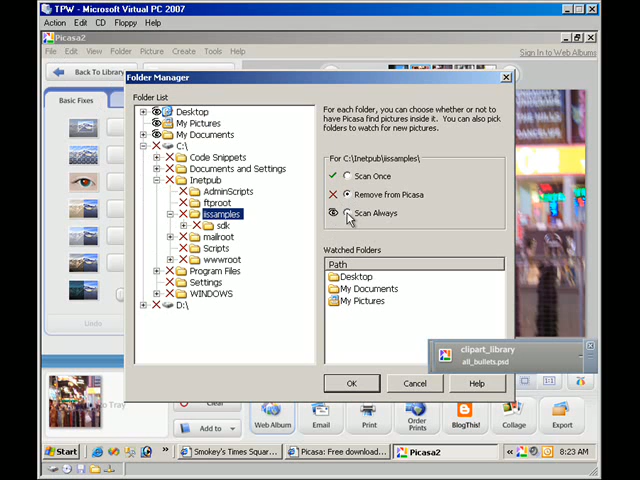 TPW - Microsoft Virtual PC 2007
Action Edit CD Floppy Help
Picasa2
File Edit View Folder Picture Create Tools Help
Sign In to Web Albums
Back To Library
Basic Fixes
Folder Manager
Folder List
Desktop
My Pictures
My Documents
C:\
Code Snippets
Documents and Settings
Inetpub
AdminScripts
ftproot
iissamples
sdk
mailroot
Scripts
wwwroot
Program Files
Settings
WINDOWS
D:\
For each folder, you can choose whether or not to
have Picasa find pictures inside it. You can also pick
folders to watch for new pictures.
For C:\Inetpub\iissamples\
Scan Once
Remove from Picasa
Scan Always
Watched Folders
Path
Desktop
My Documents
My Pictures
OK
Cancel
Help
clipart_library
all_bullets.psd
DANCER
Undo
1:1
Tray
Clear
Add to
Web Album
Email
Print
Order
Prints
BlogThis!
Collage
Export
Start
Smokey's Times Squar...
Picasa: Free download...
Picasa2
8:23 AM